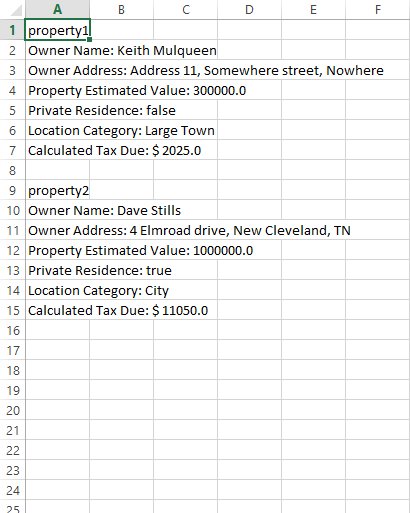 A B C D E F
1 property1
2 Owner Name: Keith Mulqueen
3 Owner Address: Address 11, Somewhere street, Nowhere
4 Property Estimated Value: 300000.0
5 Private Residence: false
6 Location Category: Large Town
7 Calculated Tax Due: $ 2025.0
8
9 property2
10 Owner Name: Dave Stills
11 Owner Address: 4 Elmroad drive, New Cleveland, TN
12 Property Estimated Value: 1000000.0
13 Private Residence: true
14 Location Category: City
15 Calculated Tax Due: $ 11050.0
16
17
18
19
20
21
22
23
24
25